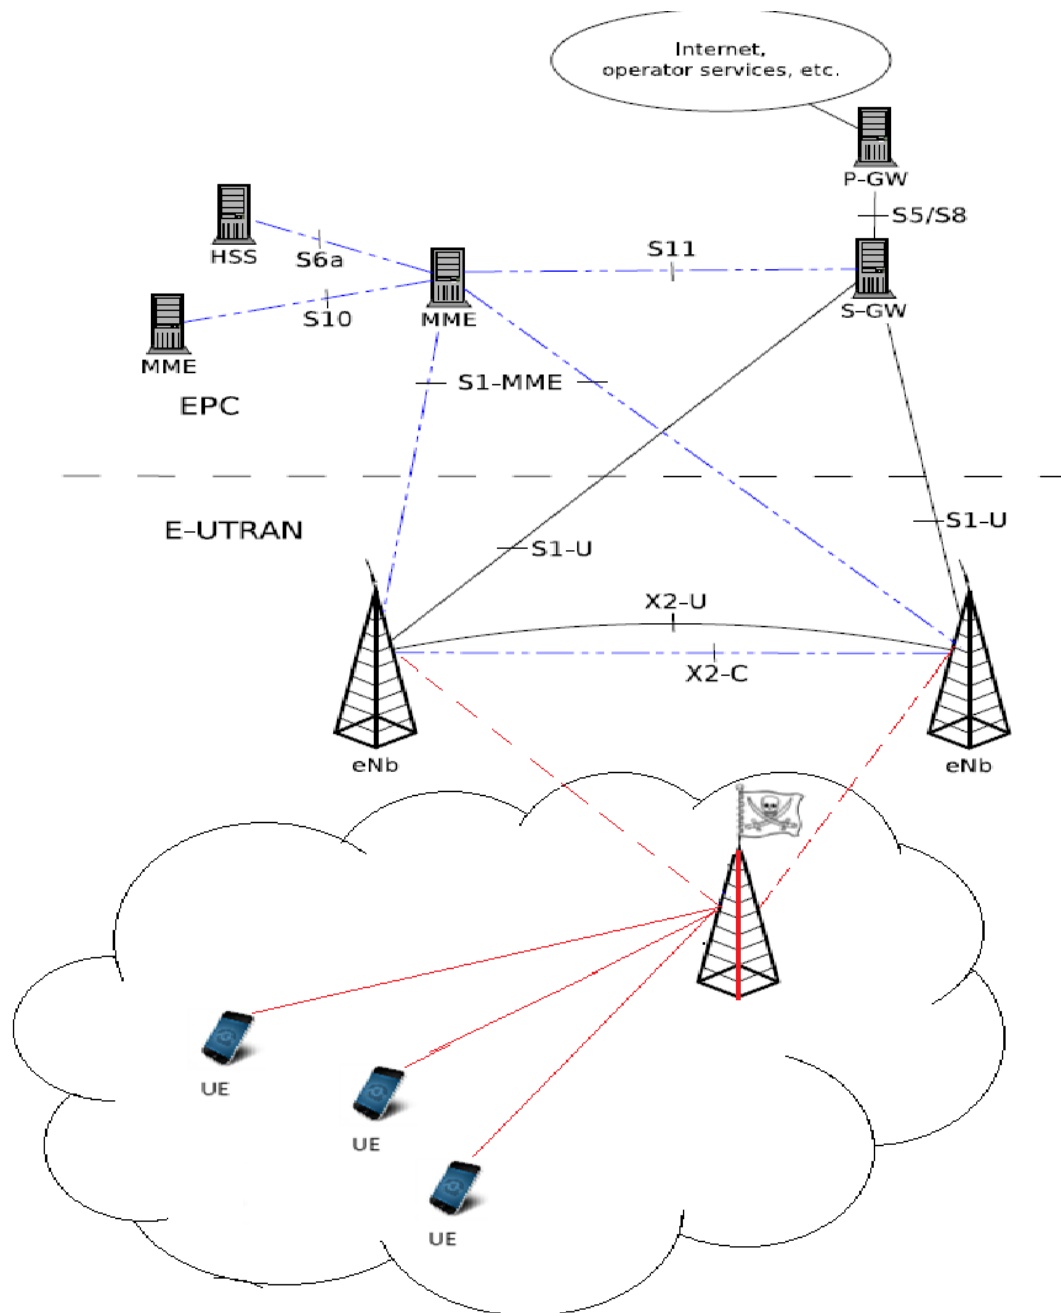 Internet,
operator services, etc.
P-GW
S5/S8
HSS
S6a
S11
S10
MME
S-GW
MME
S1-MME
EPC
E-UTRAN
S1-U
S1-U
X2-U
X2-C
eNb
eNb
UE
UE
UE